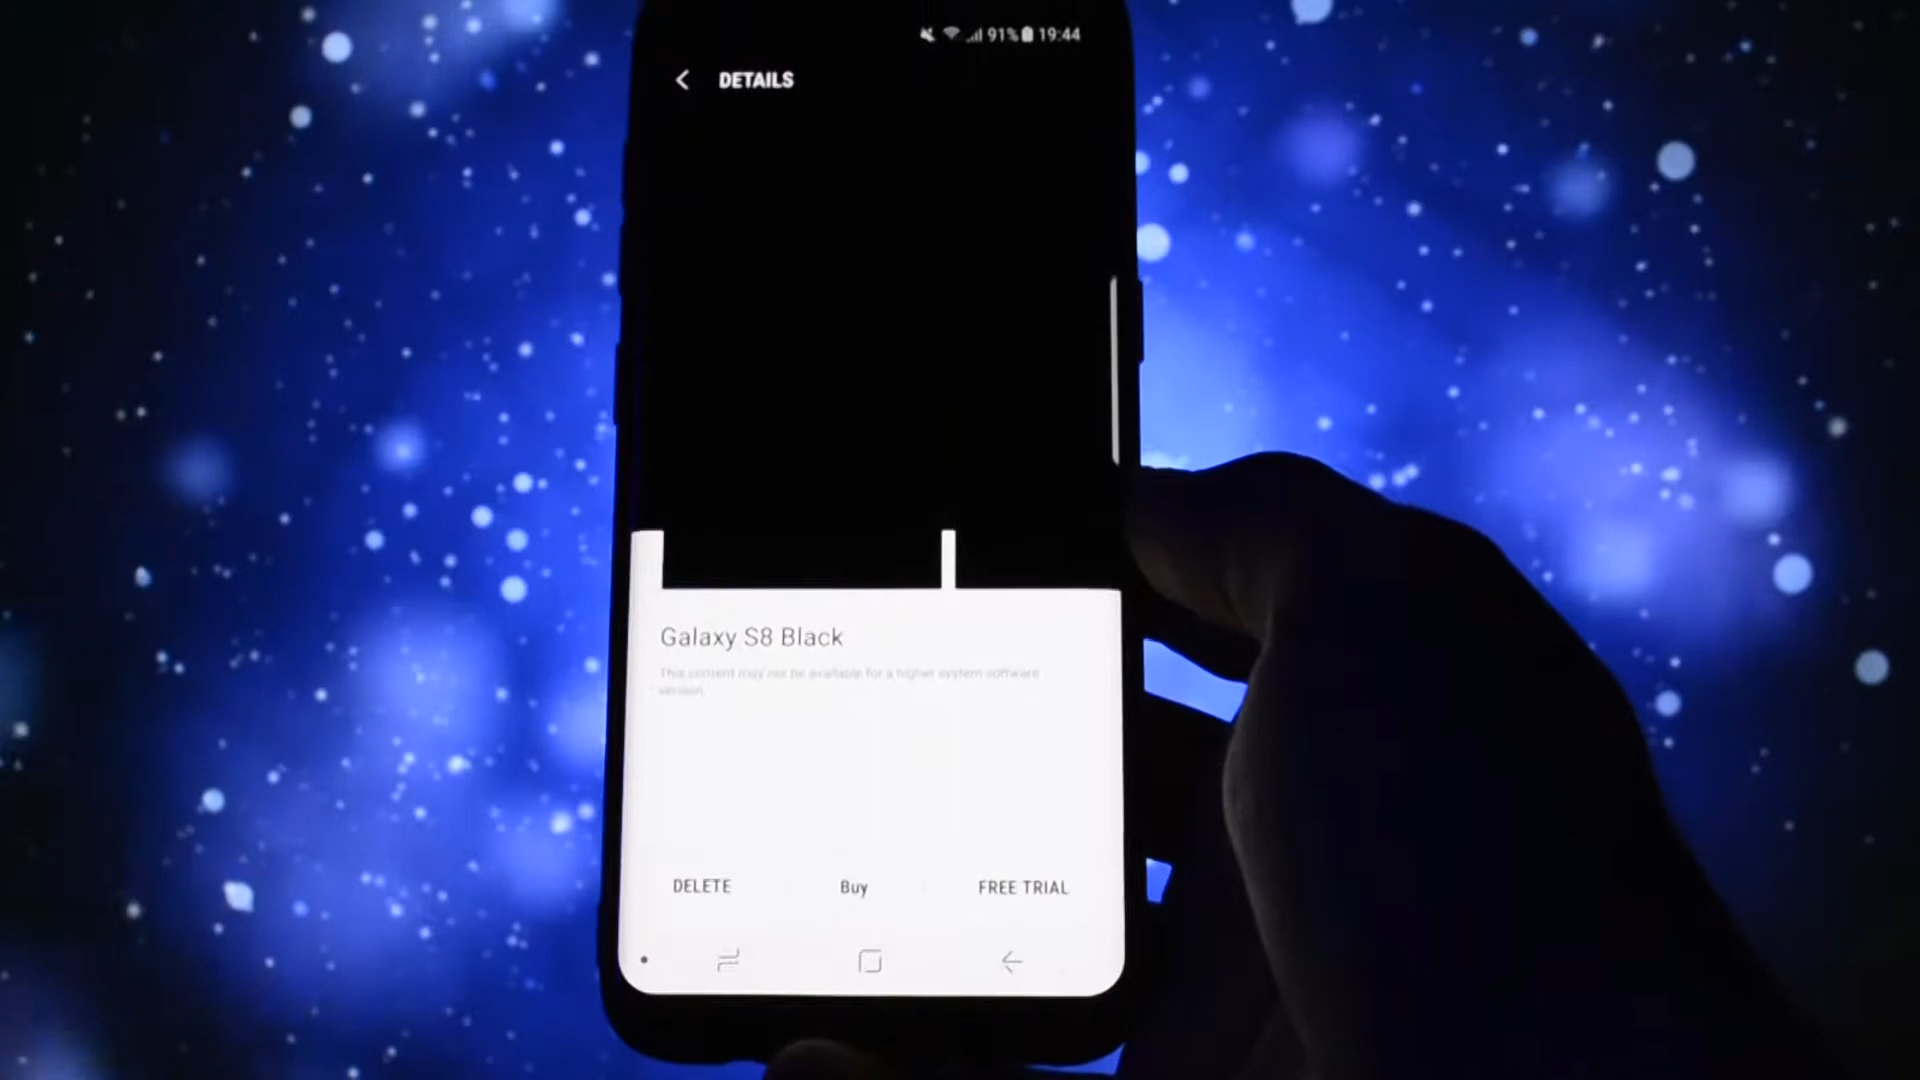 91% 19:44
DETAILS
Galaxy S8 Black
This content may not be available for a higher system software
version.
DELETE
Buy
FREE TRIAL